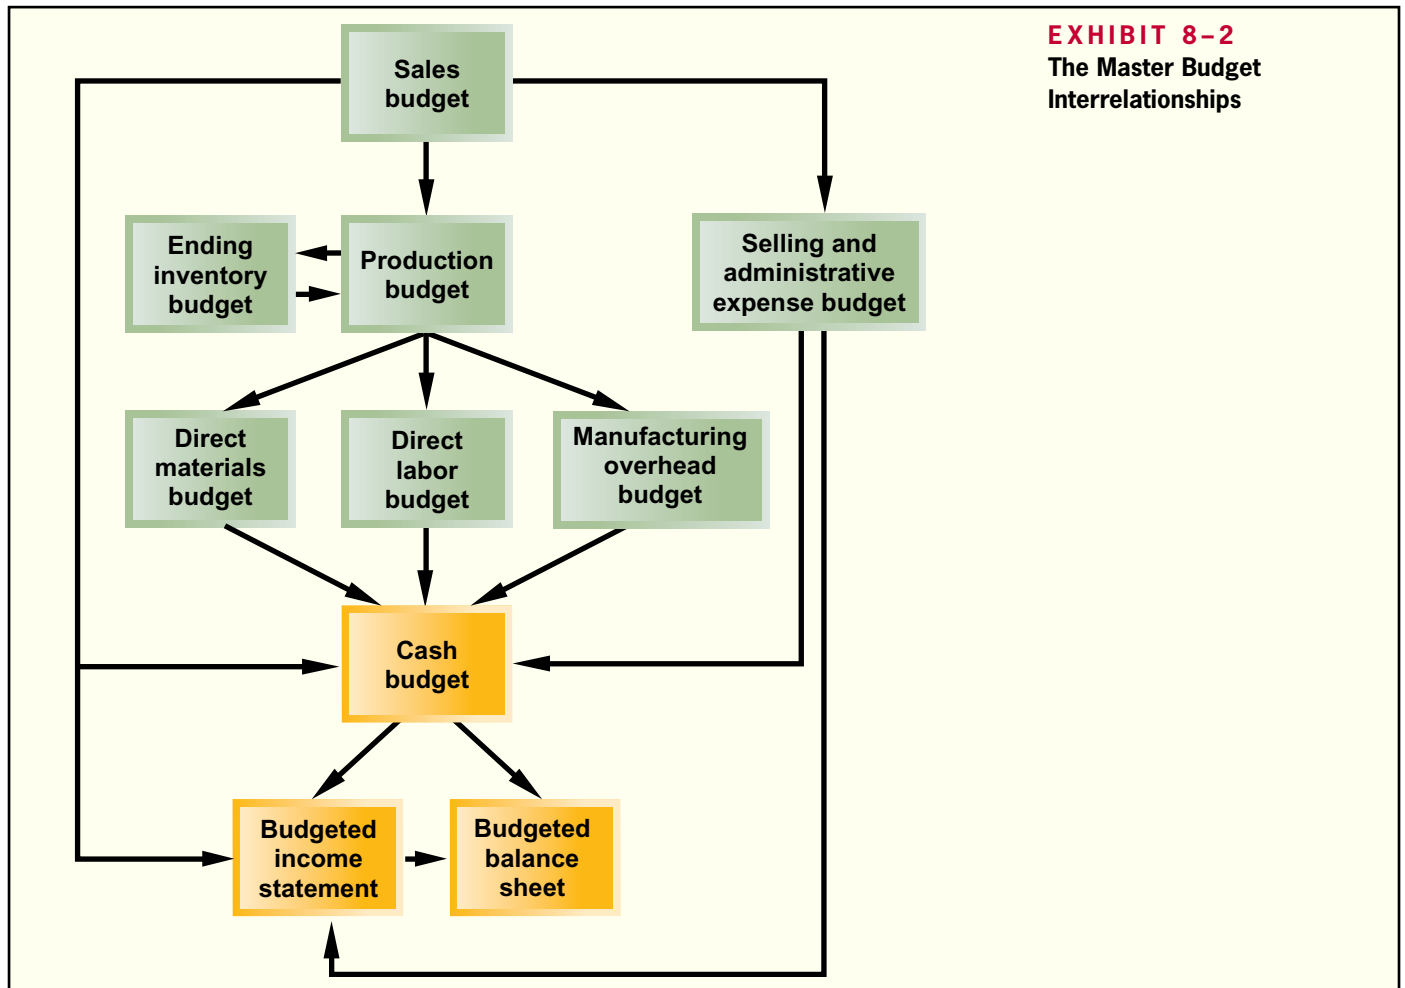 EXHIBIT 8–2
The Master Budget
Interrelationships
Sales
budget
Ending
inventory
budget
Production
budget
Selling and
administrative
expense budget
Direct
materials
budget
Direct
labor
budget
Manufacturing
overhead
budget
Cash
budget
Budgeted
income
statement
Budgeted
balance
sheet